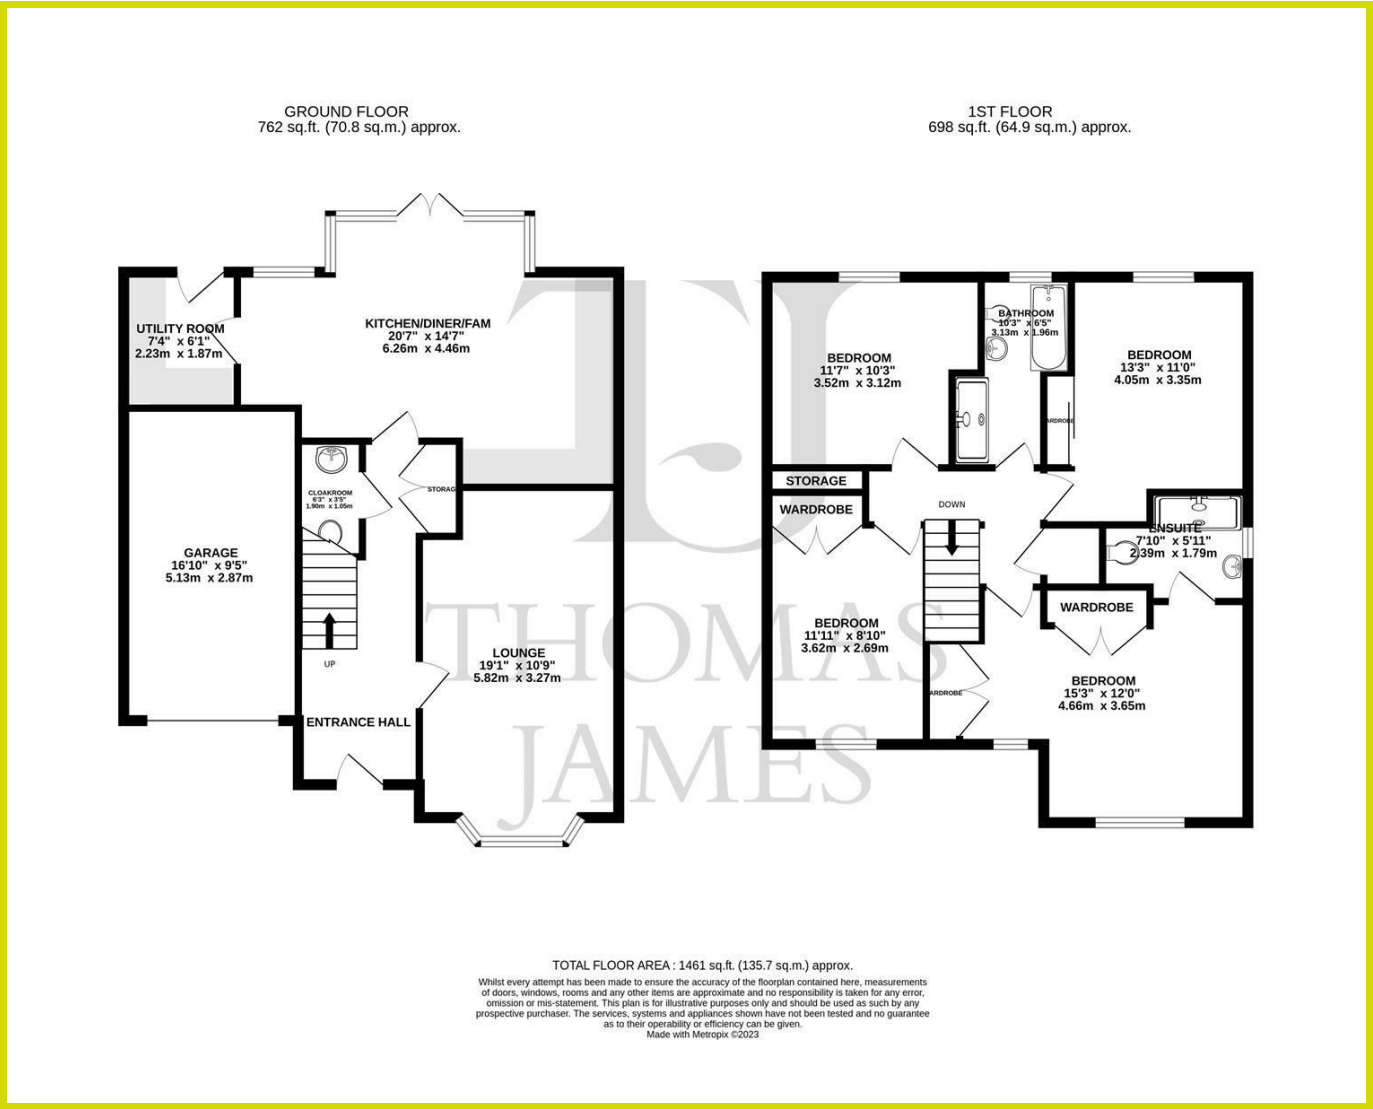 GROUND FLOOR
762 sq.ft. (70.8 sq.m.) approx.
1ST FLOOR
698 sq.ft. (64.9 sq.m.) approx.
UTILITY ROOM
7'4" x 6'1"
2.23m x 1.87m
KITCHEN/DINER/FAM
20'7" x 14'7"
6.26m x 4.46m
CLOAKROOM
6'3" x 3'5"
1.90m x 1.05m
STORAG
GARAGE
16'10" x 9'5"
5.13m x 2.87m
UP
ENTRANCE HALL
LOUNGE
19'1" x 10'9"
5.82m x 3.27m
BEDROOM
11'7" x 10'3"
3.52m x 3.12m
BATHROOM
10'3" x 6'5"
3.13m x 1.96m
BEDROOM
13'3" x 11'0"
4.05m x 3.35m
ARDROBE
STORAGE
WARDROBE
DOWN
ENSUITE
7'10" x 5'11"
2.39m x 1.79m
BEDROOM
11'11" x 8'10"
3.62m x 2.69m
WARDROBE
ARDROBE
BEDROOM
15'3" x 12'0"
4.66m x 3.65m
TJ
THOMAS
JAMES
TOTAL FLOOR AREA : 1461 sq.ft. (135.7 sq.m.) approx.
Whilst every attempt has been made to ensure the accuracy of the floorplan contained here, measurements
of doors, windows, rooms and any other items are approximate and no responsibility is taken for any error,
omission or mis-statement. This plan is for illustrative purposes only and should be used as such by any
prospective purchaser. The services, systems and appliances shown have not been tested and no guarantee
as to their operability or efficiency can be given.
Made with Metropix ©2023